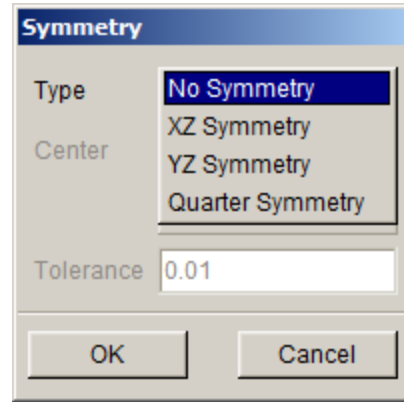 Symmetry
Type No Symmetry
XZ Symmetry
Center
YZ Symmetry
Quarter Symmetry
Tolerance 0.01
OK Cancel